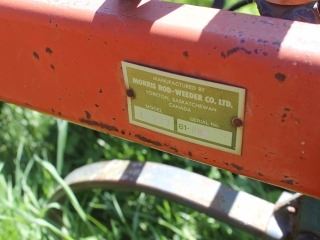 MANUFACTURED BY
MORRIS ROD-WEEDER CO. LTD.
YORKTON, SASKATCHEWAN
CANADA
MODEL SERIAL NO.